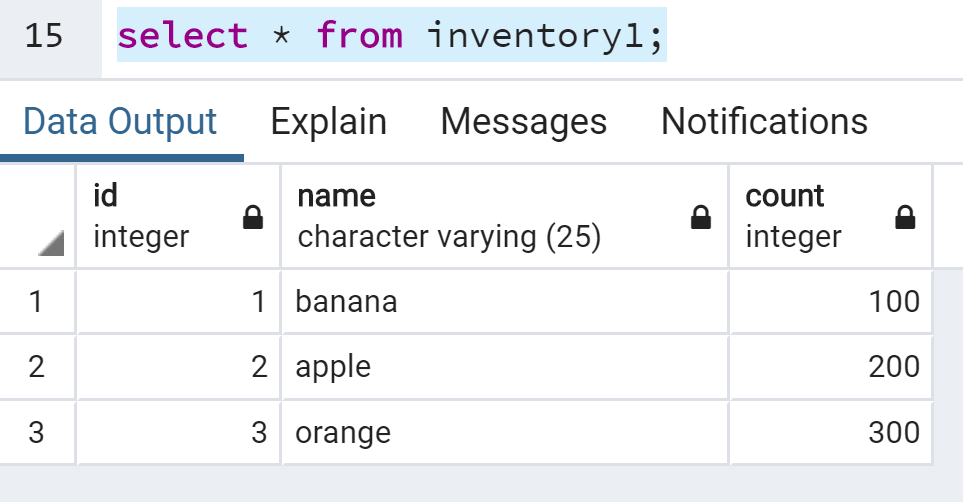 15 select * from inventory1;
Data Output Explain Messages Notifications
id name count
integer character varying (25) integer
1 1 banana 100
2 2 apple 200
3 3 orange 300